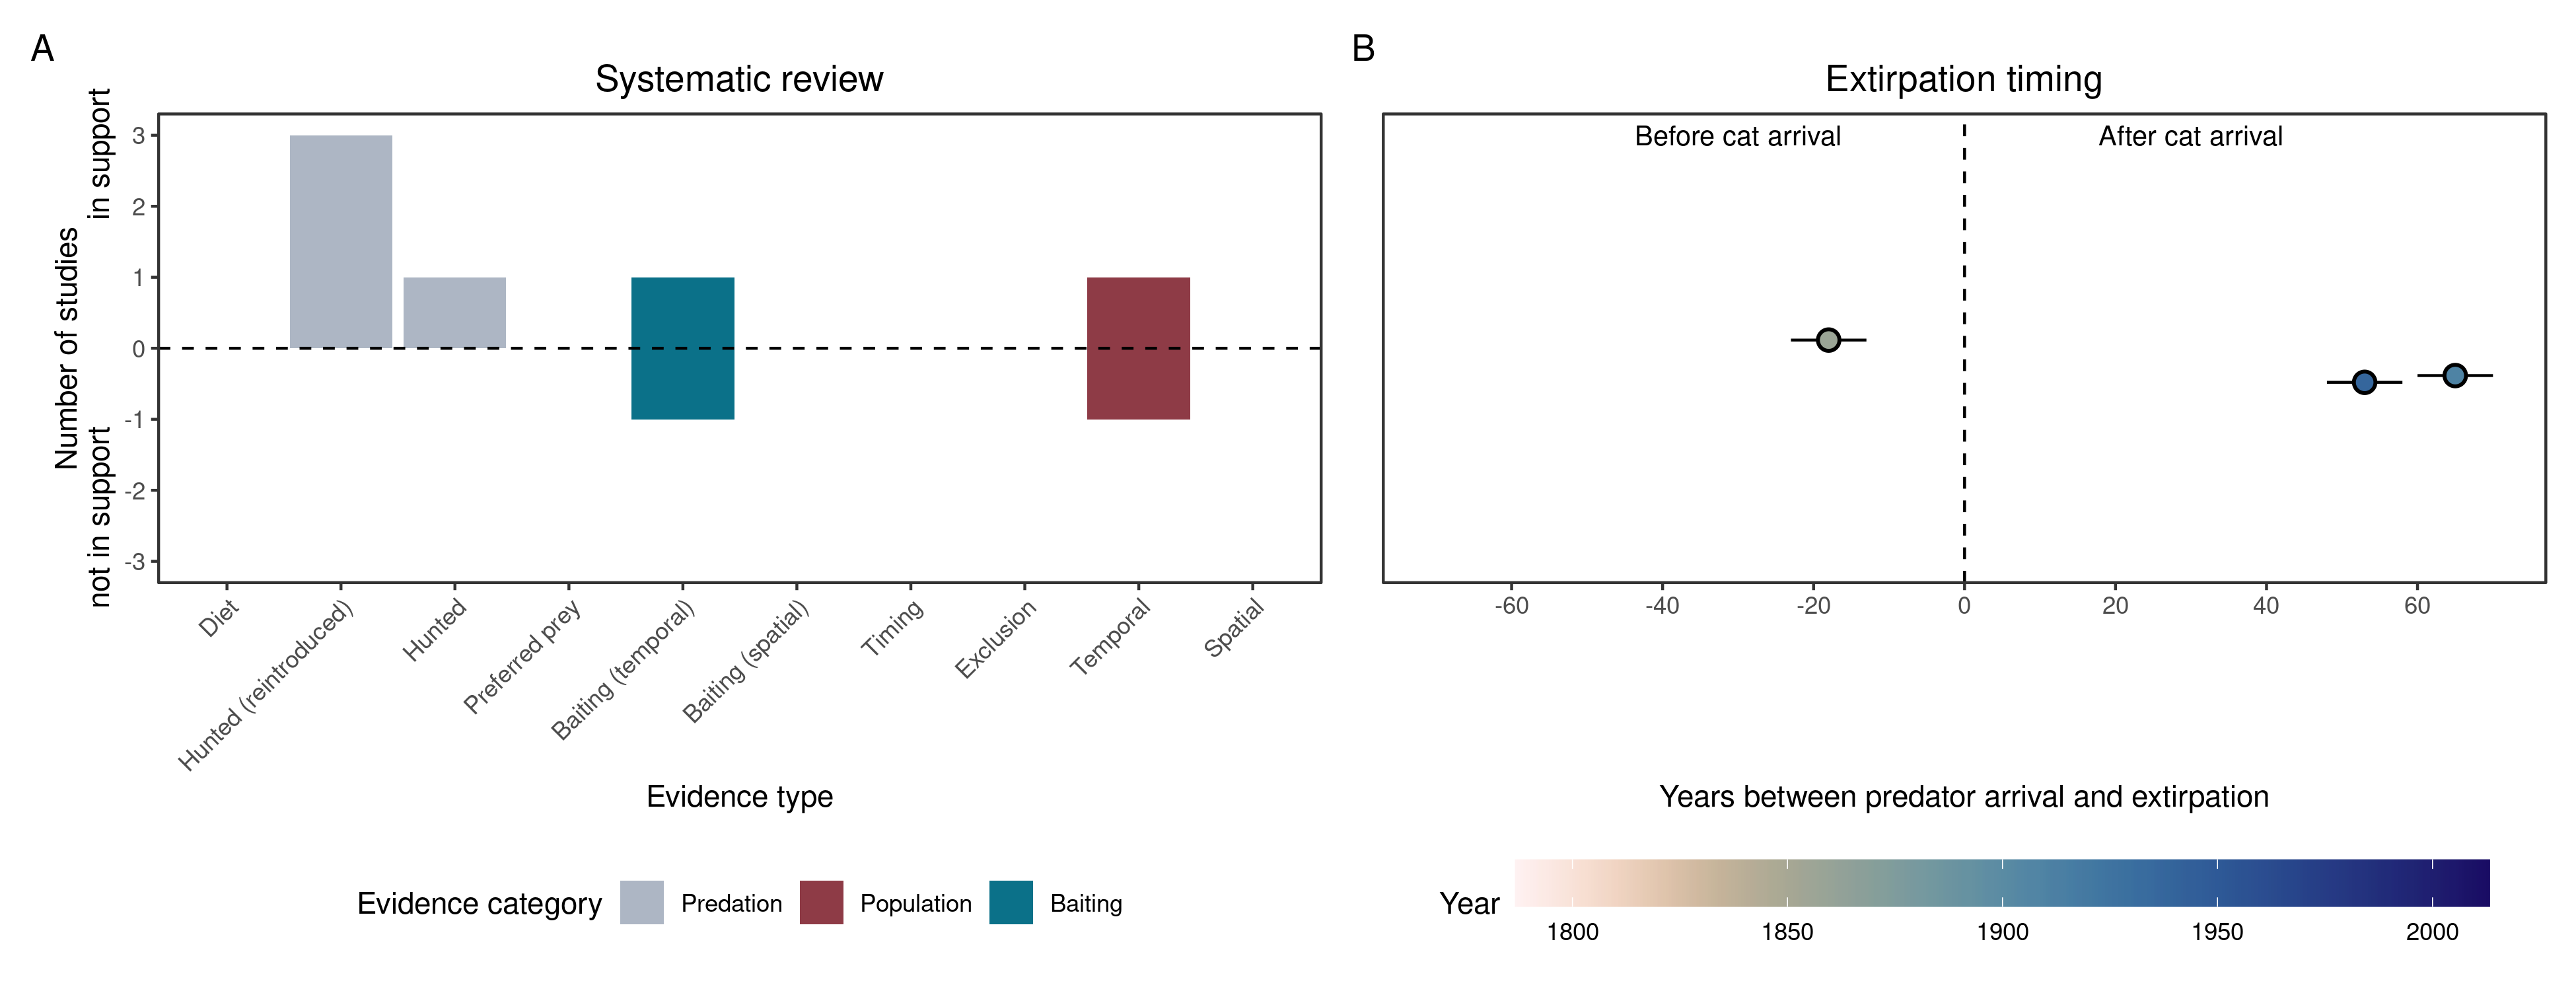 A
Systematic review
Number of studies
in support
not in support
3
2
1
0
-1
-2
-3
Diet
Hunted (reintroduced)
Hunted
Preferred prey
Baiting (temporal)
Baiting (spatial)
Timing
Exclusion
Temporal
Spatial
Evidence type
Evidence category
Predation
Population
Baiting
B
Extirpation timing
Before cat arrival
After cat arrival
-60
-40
-20
0
20
40
60
Years between predator arrival and extirpation
Year
1800
1850
1900
1950
2000